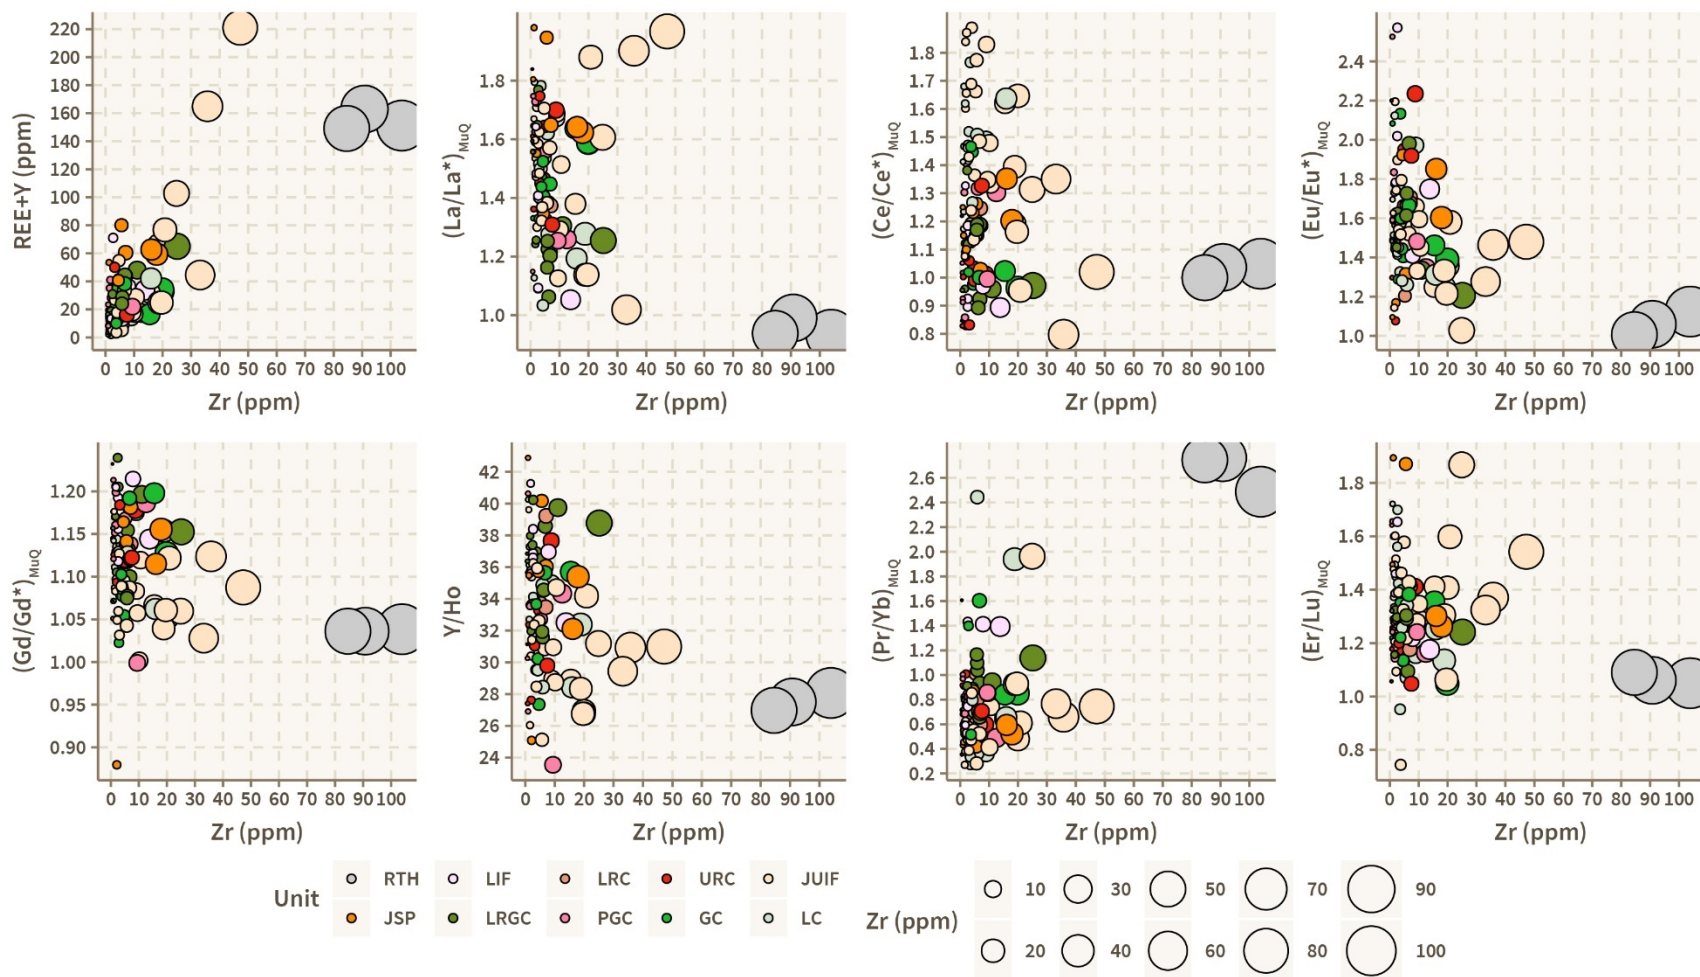 220
200
180
160
140
120
100
80
60
40
20
0
REE+Y (ppm)
0 10 20 30 40 50 60 70 80 90 100
Zr (ppm)
1.8
1.6
1.4
1.2
1.0
(La/La*)MuQ
0 10 20 30 40 50 60 70 80 90 100
Zr (ppm)
1.8
1.7
1.6
1.5
1.4
1.3
1.2
1.1
1.0
0.9
0.8
(Ce/Ce*)MuQ
0 10 20 30 40 50 60 70 80 90 100
Zr (ppm)
2.4
2.2
2.0
1.8
1.6
1.4
1.2
1.0
(Eu/Eu*)MuQ
0 10 20 30 40 50 60 70 80 90 100
Zr (ppm)
1.20
1.15
1.10
1.05
1.00
0.95
0.90
(Gd/Gd*)MuQ
0 10 20 30 40 50 60 70 80 90 100
Zr (ppm)
42
40
38
36
34
32
30
28
26
24
Y/Ho
0 10 20 30 40 50 60 70 80 90 100
Zr (ppm)
2.6
2.4
2.2
2.0
1.8
1.6
1.4
1.2
1.0
0.8
0.6
0.4
0.2
(Pr/Yb)MuQ
0 10 20 30 40 50 60 70 80 90 100
Zr (ppm)
1.8
1.6
1.4
1.2
1.0
0.8
(Er/Lu)MuQ
0 10 20 30 40 50 60 70 80 90 100
Zr (ppm)
Unit
RTH LIF LRC URC JUIF
JSP LRGC PGC GC LC
Zr (ppm)
10 30 50 70 90
20 40 60 80 100